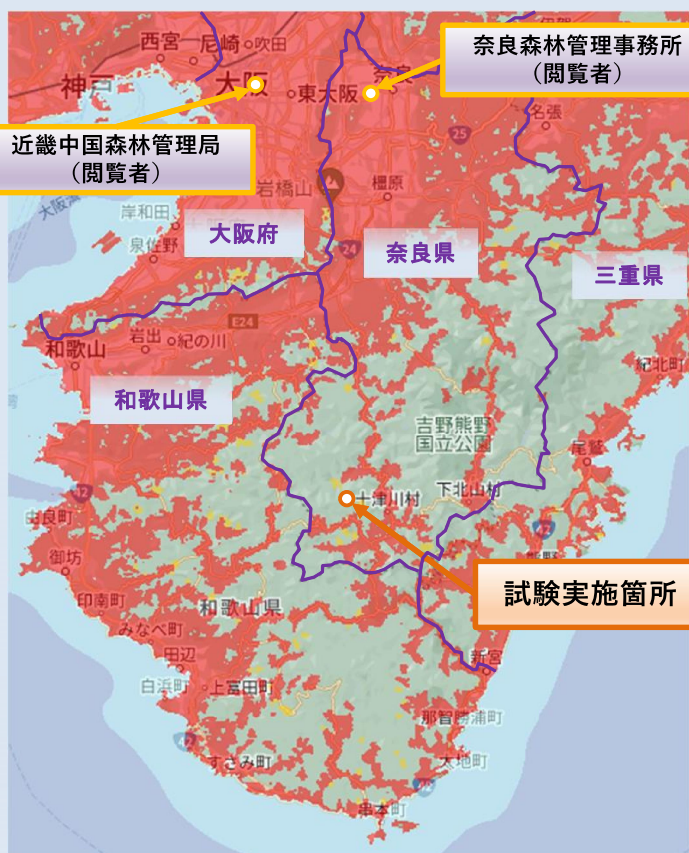 西宮
尼崎
吹田
奈良森林管理事務所
（閲覧者）
神戸
大阪
東大阪
奈良
名張
25
近畿中国森林管理局
（閲覧者）
岩橋山
橿原
岸和田
大阪府
奈良県
24
泉佐野
三重県
E24
和歌山
岩出
紀の川
紀北町
和歌山県
吉野熊野
国立公園
尾鷲
十津川村
下北山村
42
由良町
42
御坊
試験実施箇所
印南町
和歌山県
みなべ町
田辺
新宮
白浜町
上富田町
那智勝浦町
42
すさみ町
太地町
串本町